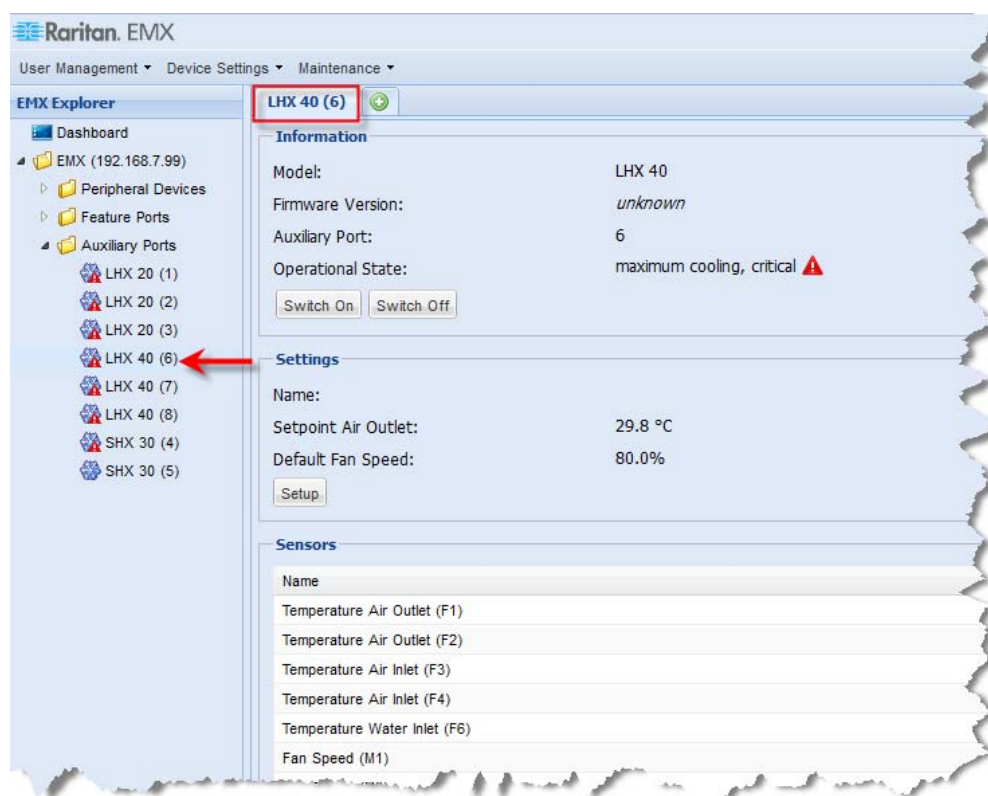 Raritan. EMX
User Management Device Settings Maintenance
EMX Explorer
Dashboard
EMX (192.168.7.99)
Peripheral Devices
Feature Ports
Auxiliary Ports
LHX 20 (1)
LHX 20 (2)
LHX 20 (3)
LHX 40 (6)
LHX 40 (7)
LHX 40 (8)
SHX 30 (4)
SHX 30 (5)
LHX 40 (6)
Information
Model: LHX 40
Firmware Version: unknown
Auxiliary Port: 6
Operational State: maximum cooling, critical
Switch On Switch Off
Settings
Name:
Setpoint Air Outlet: 29.8 °C
Default Fan Speed: 80.0%
Setup
Sensors
Name
Temperature Air Outlet (F1)
Temperature Air Outlet (F2)
Temperature Air Inlet (F3)
Temperature Air Inlet (F4)
Temperature Water Inlet (F6)
Fan Speed (M1)